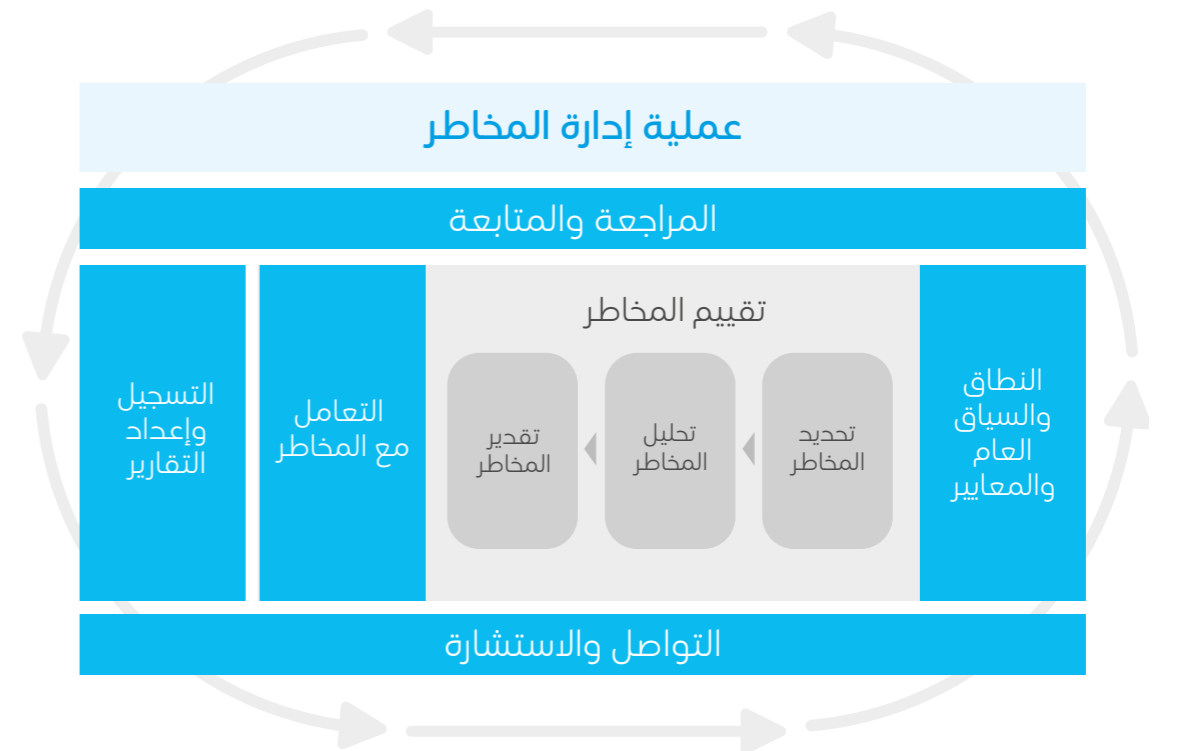 عملية إدارة المخاطر
المراجعة والمتابعة
النطاق
والسياق
العام
والمعايير
تقييم المخاطر
تحديد
المخاطر
تحليل
المخاطر
تقدير
المخاطر
التعامل
مع المخاطر
التسجيل
وإعداد
التقارير
التواصل والاستشارة